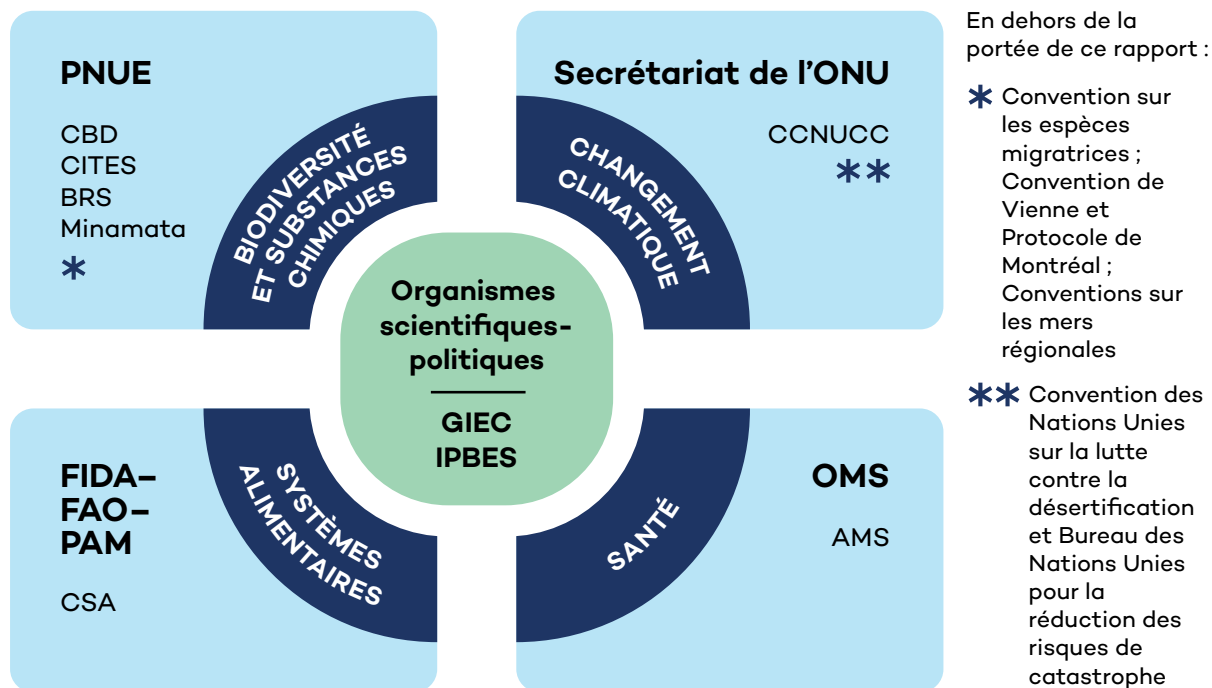 PNUE
CBD
CITES
BRS
Minamata
*
BIODIVERSITÉ
ET SUBSTANCES
CHIMIQUES
Secrétariat de l’ONU
CCNUCC
**
CHANGEMENT
CLIMATIQUE
Organismes
scientifiques-
politiques
GIEC
IPBES
FIDA–
FAO–
PAM
CSA
SYSTÈMES
ALIMENTAIRES
OMS
AMS
SANTÉ
En dehors de la
portée de ce rapport :
* Convention sur
les espèces
migratrices ;
Convention de
Vienne et
Protocole de
Montréal ;
Conventions sur
les mers
régionales
** Convention des
Nations Unies
sur la lutte
contre la
désertification
et Bureau des
Nations Unies
pour la
réduction des
risques de
catastrophe